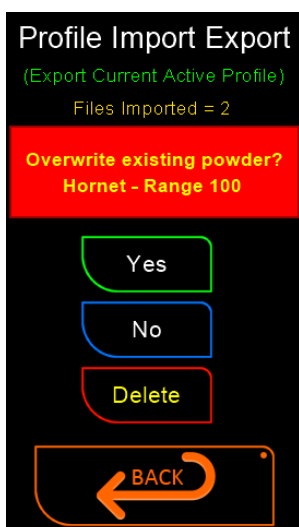 Profile Import Export
(Export Current Active Profile)
Files Imported = 2
Overwrite existing powder?
Hornet - Range 100
Yes
No
Delete
BACK